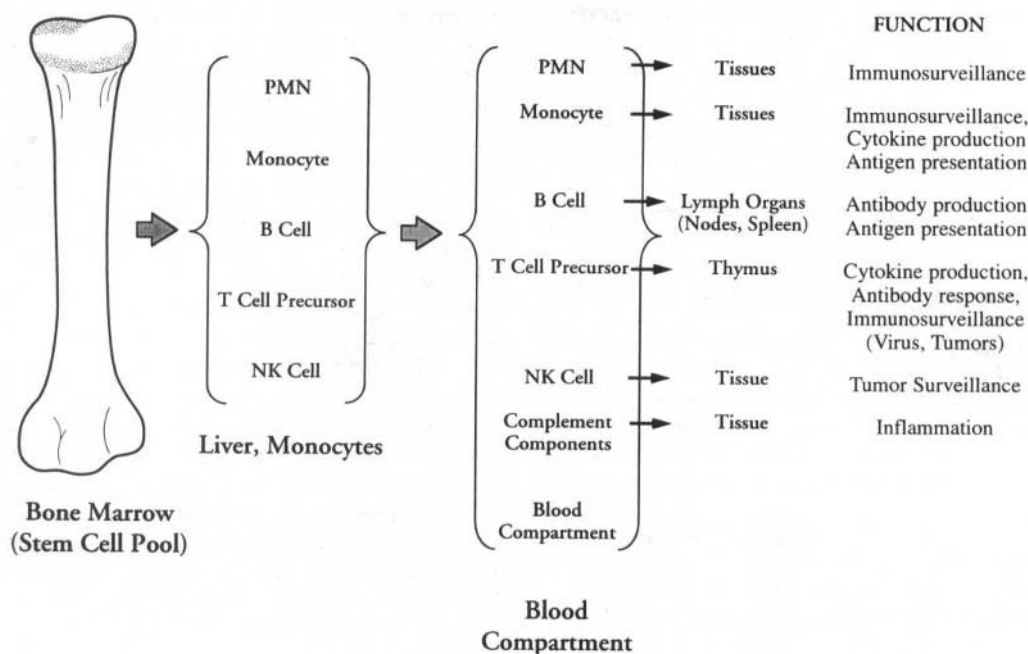 Bone Marrow
(Stem Cell Pool)
PMN
Monocyte
B Cell
T Cell Precursor
NK Cell
Liver, Monocytes
PMN
Monocyte
B Cell
T Cell Precursor
NK Cell
Complement
Components
Blood
Compartment
Blood
Compartment
Tissues
Tissues
Lymph Organs
(Nodes, Spleen)
Thymus
Tissue
Tissue
FUNCTION
Immunosurveillance
Immunosurveillance,
Cytokine production
Antigen presentation
Antibody production
Antigen presentation
Cytokine production,
Antibody response,
Immunosurveillance
(Virus, Tumors)
Tumor Surveillance
Inflammation